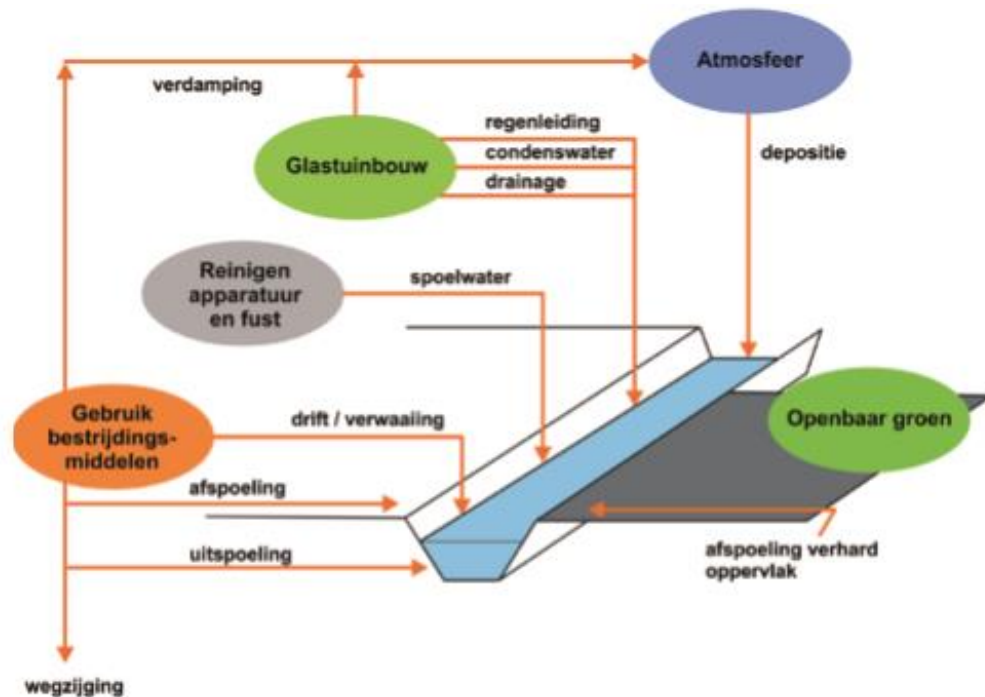 Atmosfeer
verdamping
regenleiding
Glastuinbouw
condenswater
depositie
drainage
Reinigen
apparatuur
en fust
spoelwater
Gebruik
bestrijdings-
middelen
drift / verwaaiing
Openbaar groen
afspoeling
uitspoeling
afspoeling verhard
oppervlak
wegzijging